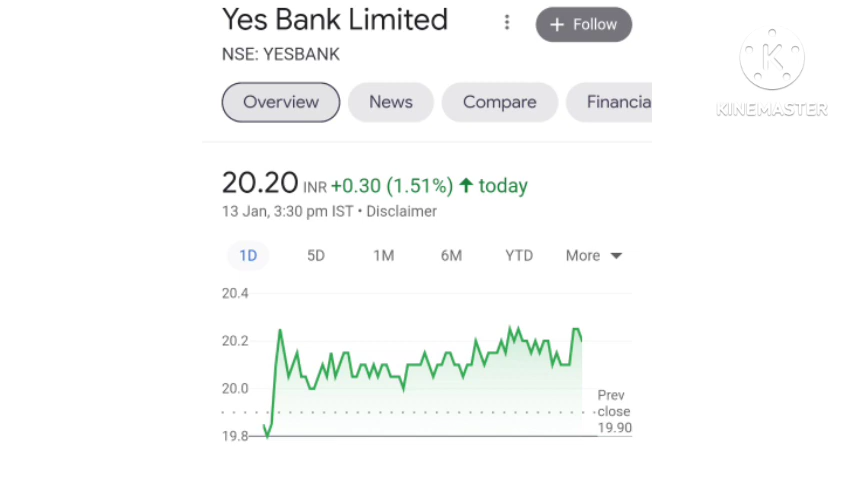 Yes Bank Limited
+ Follow
NSE: YESBANK
Overview News Compare Financia
K
KINEMASTER
20.20 INR +0.30 (1.51%) ↑ today
13 Jan, 3:30 pm IST • Disclaimer
1D 5D 1M 6M YTD More
20.4
20.2
20.0
19.8
Prev
close
19.90